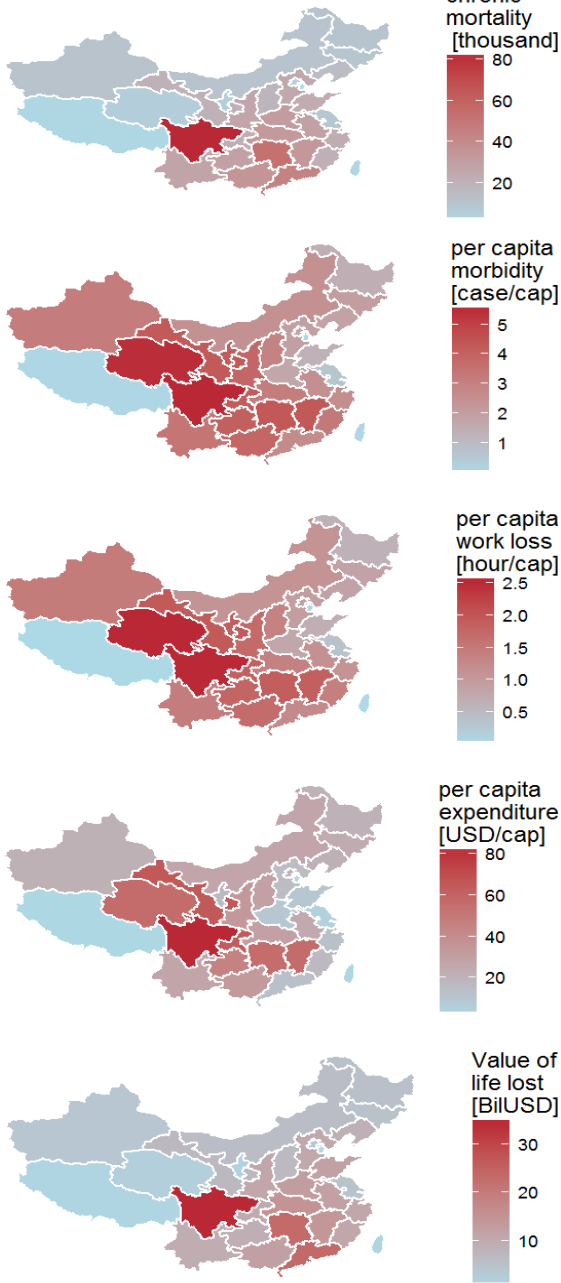 chronic
mortality
[thousand]
80
60
40
20
per capita
morbidity
[case/cap]
5
4
3
2
1
per capita
work loss
[hour/cap]
2.5
2.0
1.5
1.0
0.5
per capita
expenditure
[USD/cap]
80
60
40
20
Value of
life lost
[BilUSD]
30
20
10